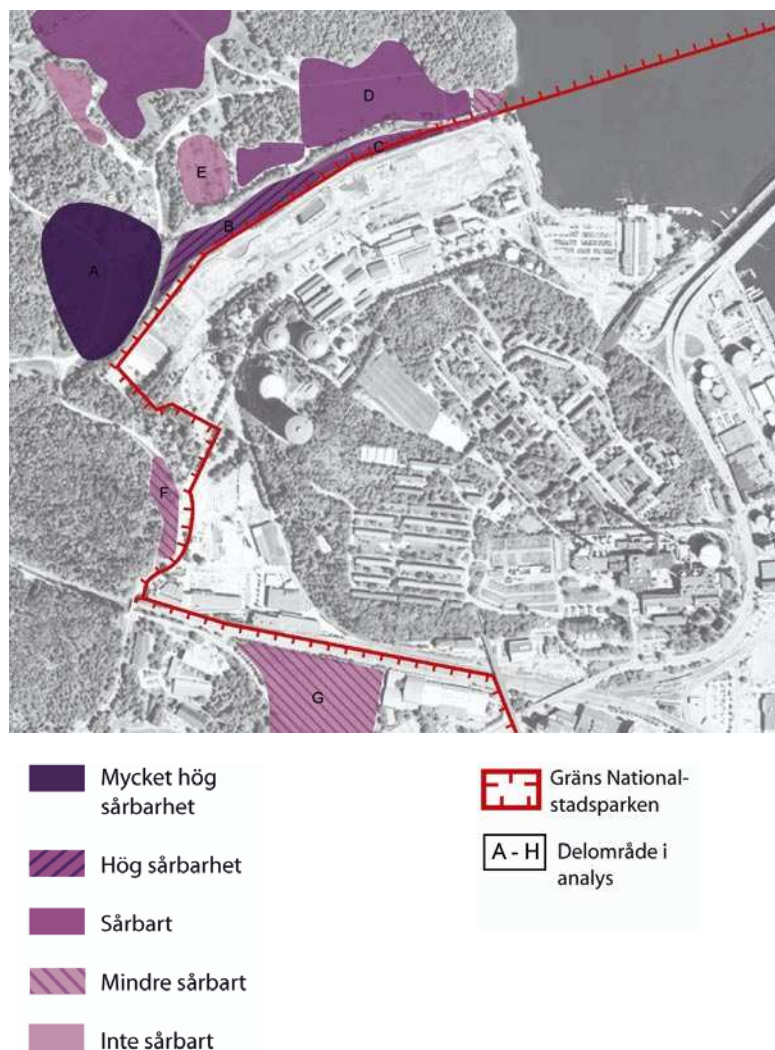 D
C
E
B
A
F
G
Mycket hög
sårbarhet
Hög sårbarhet
Sårbart
Mindre sårbart
Inte sårbart
Gräns National-
stadsparken
A - H
Delområde i
analys